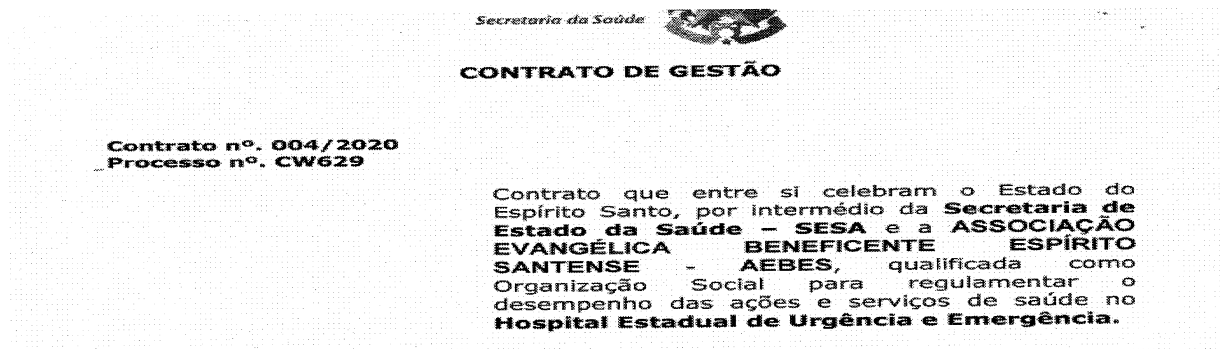 Secretaria da Saúde
CONTRATO DE GESTÃO
Contrato nº. 004/2020
Processo nº. CW629
Contrato que entre si celebram o Estado do
Espírito Santo, por intermédio da Secretaria de
Estado da Saúde – SESA e a ASSOCIAÇÃO
EVANGÉLICA BENEFICENTE ESPÍRITO
SANTENSE - AEBES, qualificada como
Organização Social para regulamentar o
desempenho das ações e serviços de saúde no
Hospital Estadual de Urgência e Emergência.